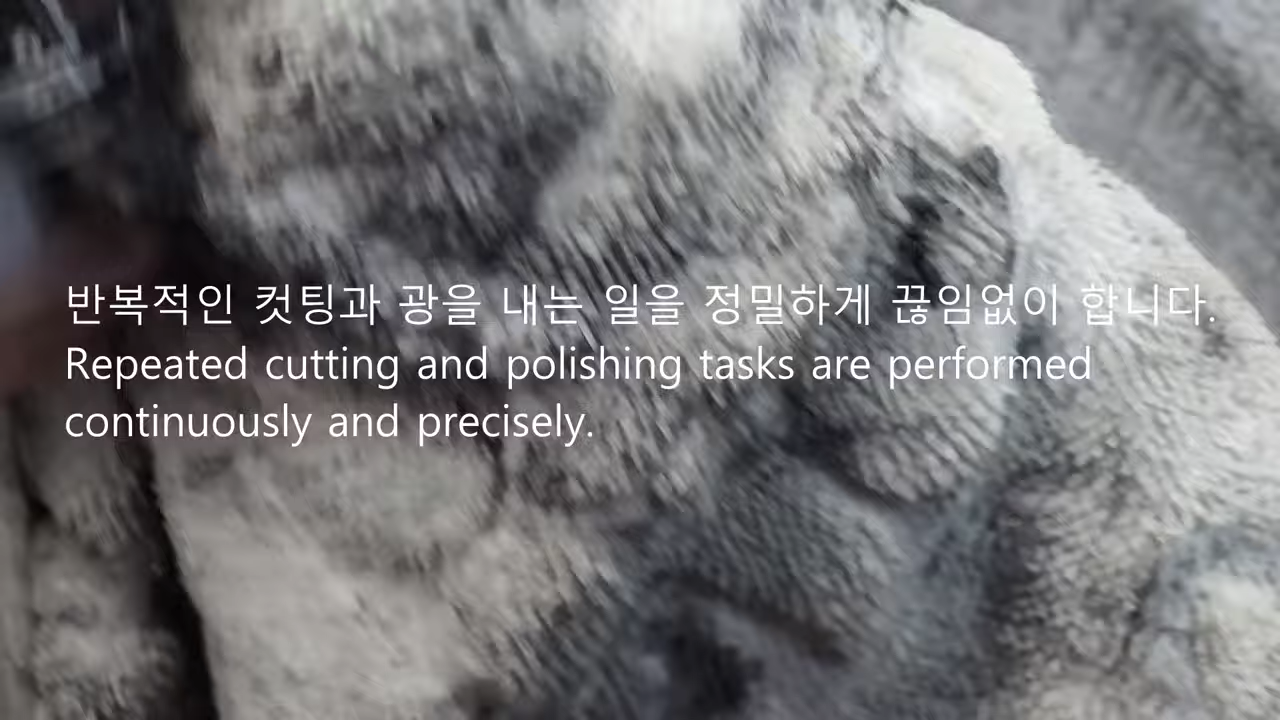 반복적인 컷팅과 광을 내는 일을 정밀하게 끊임없이 합니다.
Repeated cutting and polishing tasks are performed
continuously and precisely.